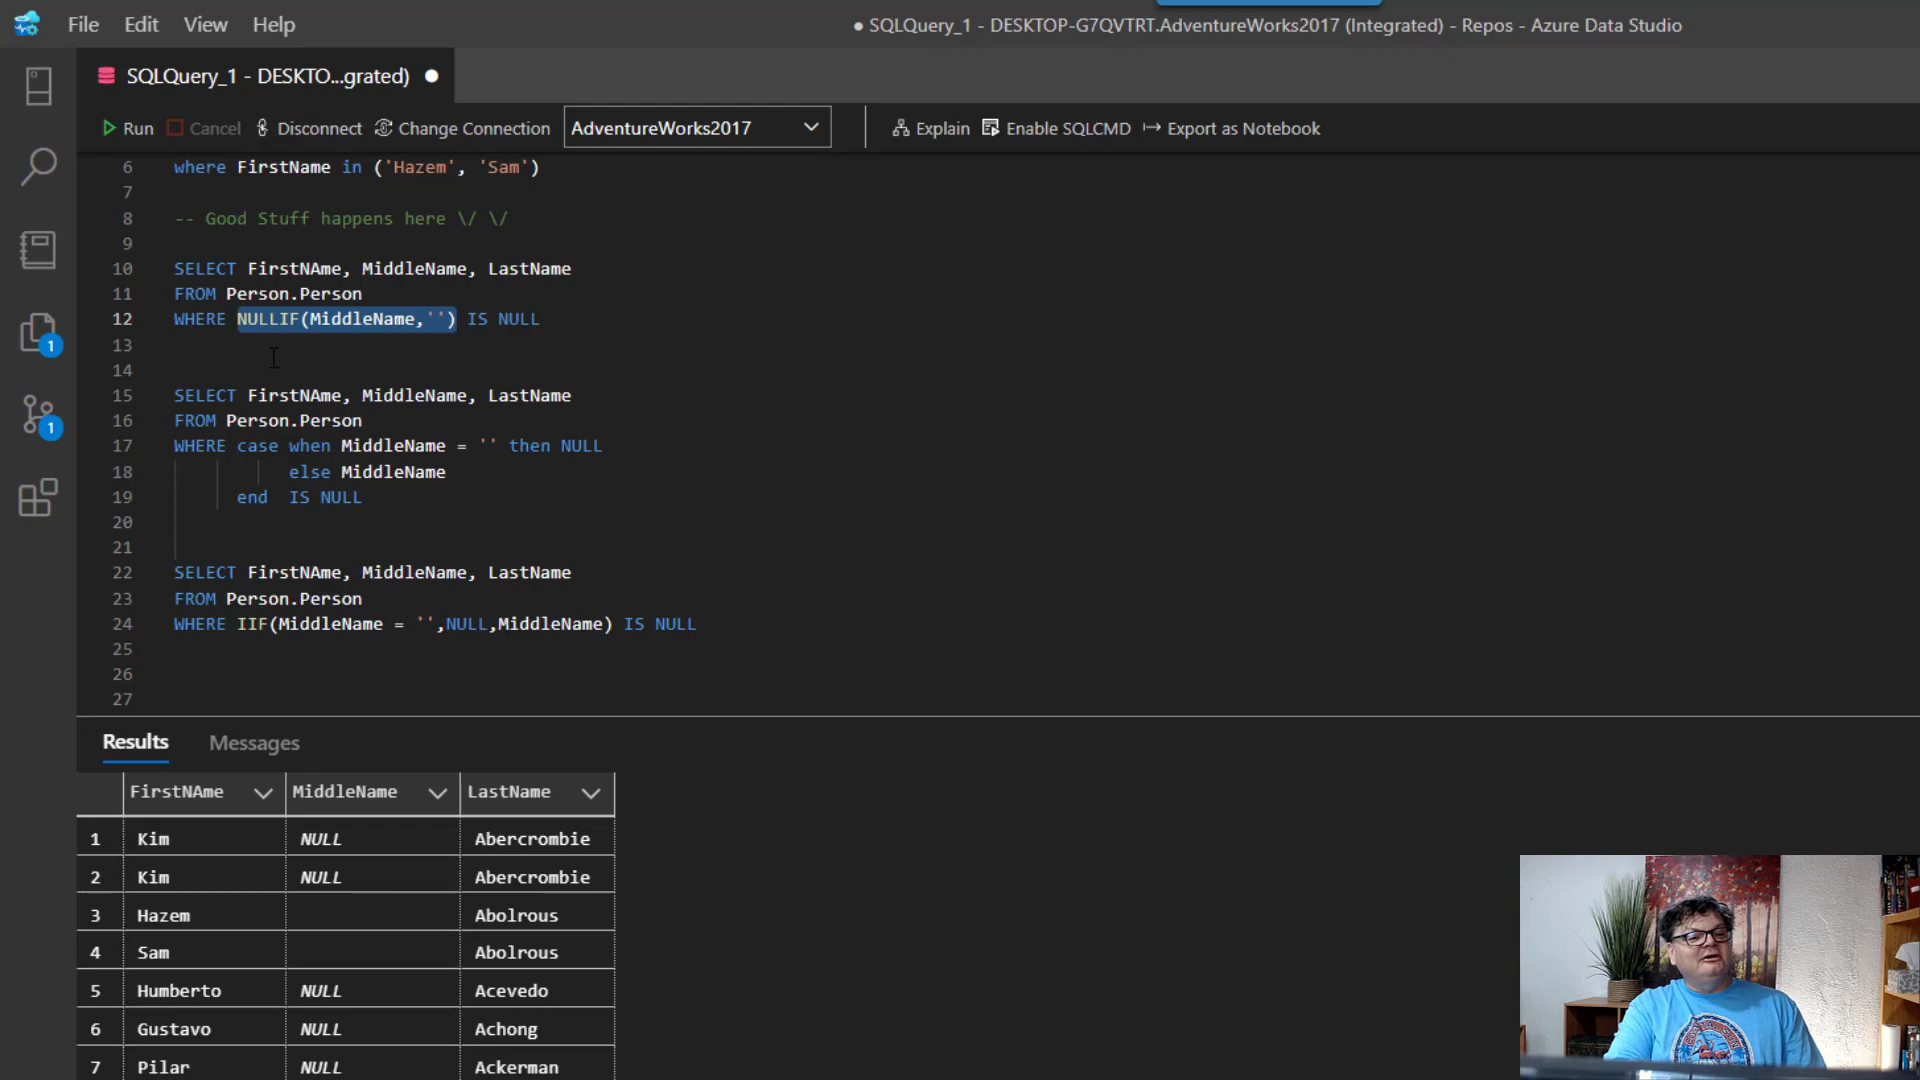 File Edit View Help
● SQLQuery_1 - DESKTOP-G7QVTRT.AdventureWorks2017 (Integrated) - Repos - Azure Data Studio
SQLQuery_1 - DESKTO...grated) ●
Run Cancel Disconnect Change Connection AdventureWorks2017 Explain Enable SQLCMD Export as Notebook
6 where FirstName in ('Hazem', 'Sam')
7
8 -- Good Stuff happens here \/ \/
9
10 SELECT FirstNAme, MiddleName, LastName
11 FROM Person.Person
12 WHERE NULLIF(MiddleName,'') IS NULL
13
14
15 SELECT FirstNAme, MiddleName, LastName
16 FROM Person.Person
17 WHERE case when MiddleName = '' then NULL
18 else MiddleName
19 end IS NULL
20
21
22 SELECT FirstNAme, MiddleName, LastName
23 FROM Person.Person
24 WHERE IIF(MiddleName = '',NULL,MiddleName) IS NULL
25
26
27
1
1
Results Messages
FirstNAme MiddleName LastName
1 Kim NULL Abercrombie
2 Kim NULL Abercrombie
3 Hazem Abolrous
4 Sam Abolrous
5 Humberto NULL Acevedo
6 Gustavo NULL Achong
7 Pilar NULL Ackerman